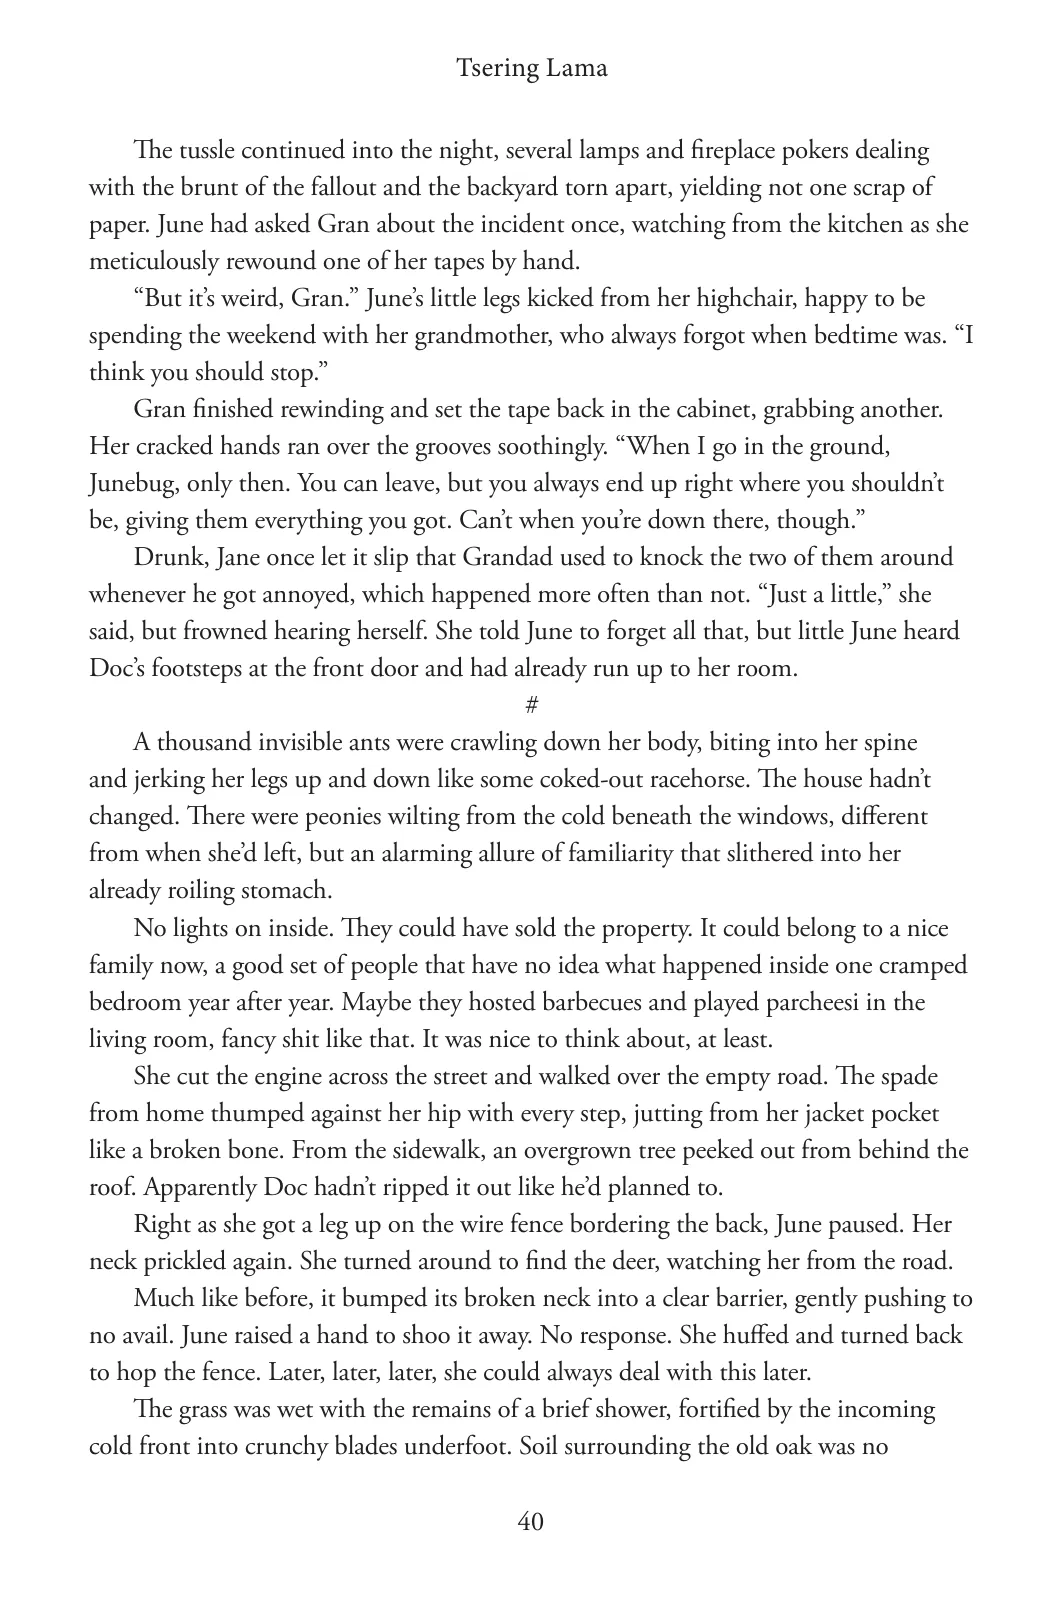 Tsering Lama
The tussle continued into the night, several lamps and fireplace pokers dealing
with the brunt of the fallout and the backyard torn apart, yielding not one scrap of
paper. June had asked Gran about the incident once, watching from the kitchen as she
meticulously rewound one of her tapes by hand.
“But it’s weird, Gran.” June’s little legs kicked from her highchair, happy to be
spending the weekend with her grandmother, who always forgot when bedtime was. “I
think you should stop.”
Gran finished rewinding and set the tape back in the cabinet, grabbing another.
Her cracked hands ran over the grooves soothingly. “When I go in the ground,
Junebug, only then. You can leave, but you always end up right where you shouldn’t
be, giving them everything you got. Can’t when you’re down there, though.”
Drunk, Jane once let it slip that Grandad used to knock the two of them around
whenever he got annoyed, which happened more often than not. “Just a little,” she
said, but frowned hearing herself. She told June to forget all that, but little June heard
Doc’s footsteps at the front door and had already run up to her room.
#
A thousand invisible ants were crawling down her body, biting into her spine
and jerking her legs up and down like some coked-out racehorse. The house hadn’t
changed. There were peonies wilting from the cold beneath the windows, different
from when she’d left, but an alarming allure of familiarity that slithered into her
already roiling stomach.
No lights on inside. They could have sold the property. It could belong to a nice
family now, a good set of people that have no idea what happened inside one cramped
bedroom year after year. Maybe they hosted barbecues and played parcheesi in the
living room, fancy shit like that. It was nice to think about, at least.
She cut the engine across the street and walked over the empty road. The spade
from home thumped against her hip with every step, jutting from her jacket pocket
like a broken bone. From the sidewalk, an overgrown tree peeked out from behind the
roof. Apparently Doc hadn’t ripped it out like he’d planned to.
Right as she got a leg up on the wire fence bordering the back, June paused. Her
neck prickled again. She turned around to find the deer, watching her from the road.
Much like before, it bumped its broken neck into a clear barrier, gently pushing to
no avail. June raised a hand to shoo it away. No response. She huffed and turned back
to hop the fence. Later, later, later, she could always deal with this later.
The grass was wet with the remains of a brief shower, fortified by the incoming
cold front into crunchy blades underfoot. Soil surrounding the old oak was no
40